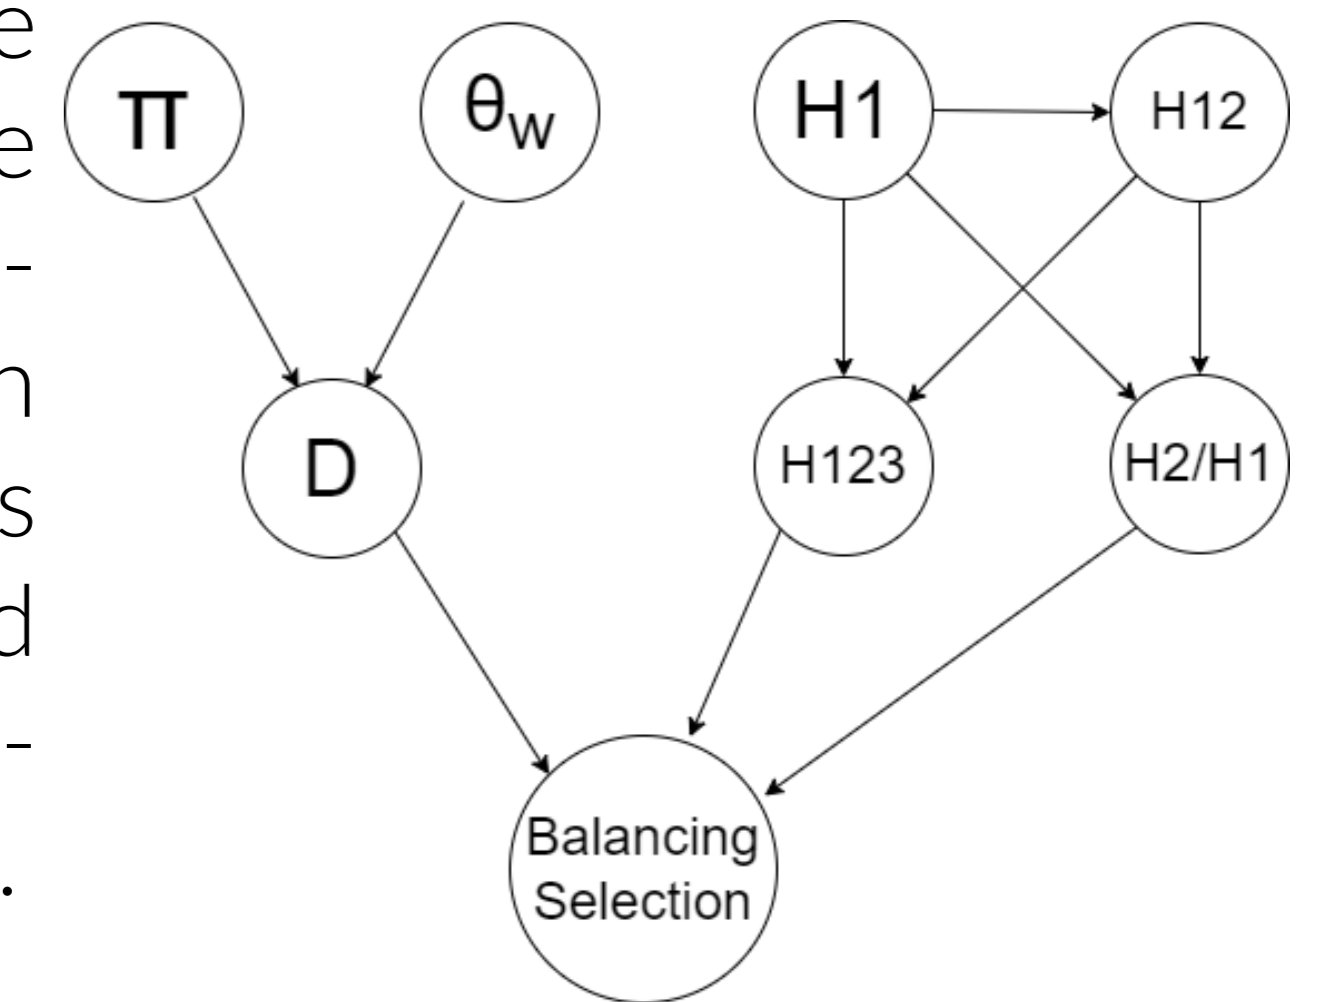 e
e
-
n
s
d
-
.
π
θw
H1
H12
D
H123
H2/H1
Balancing
Selection